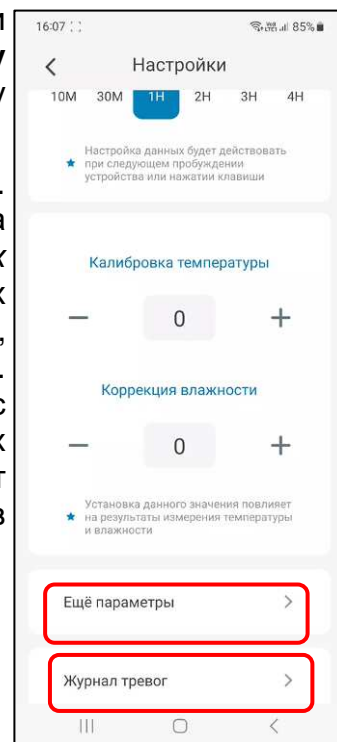 16:07
85%
Настройки
10M 30M 1H 2H 3H 4H
Настройка данных будет действовать
при следующем пробуждении
устройства или нажатии клавиши
Калибровка температуры
— 0 +
Коррекция влажности
— 0 +
Установка данного значения повлияет
на результаты измерения температуры
и влажности
Ещё параметры
Журнал тревог